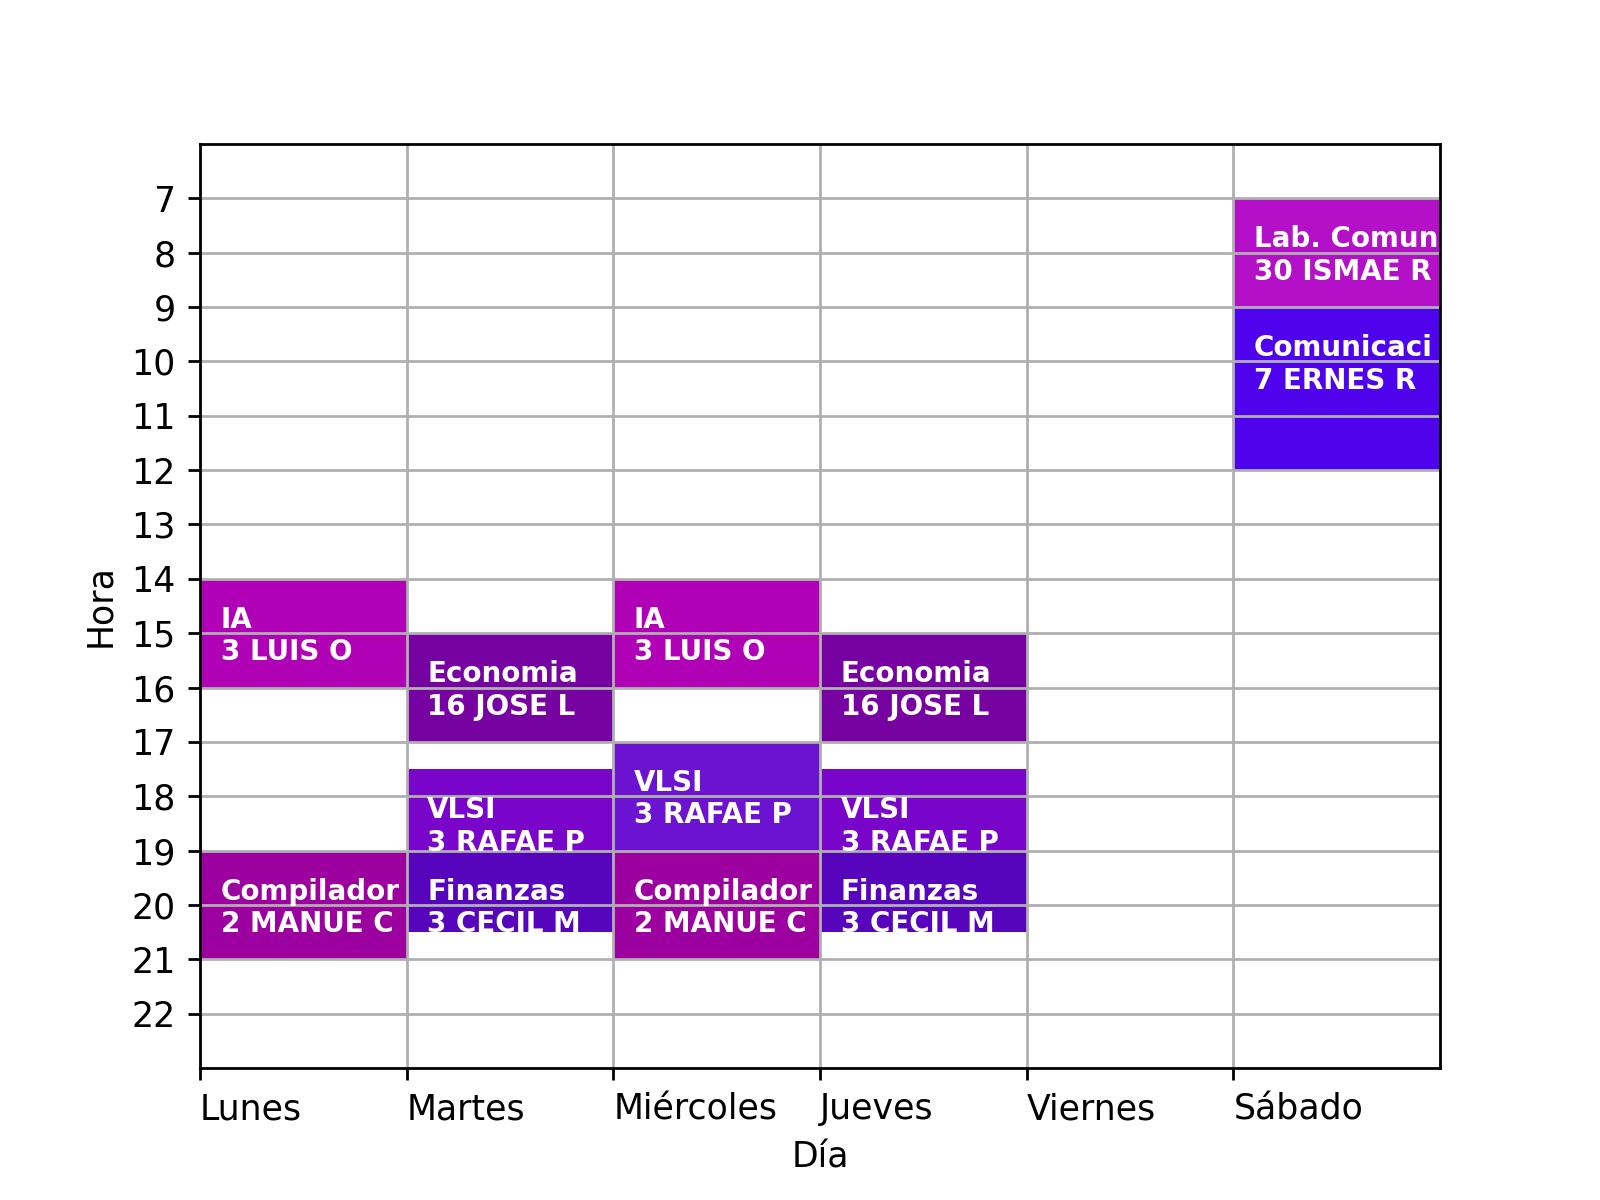 7
8
9
10
11
12
13
14
15
16
17
18
19
20
21
22
Hora
Lab. Comun
30 ISMAE R
Comunicaci
7 ERNES R
IA
3 LUIS O
IA
3 LUIS O
Economia
16 JOSE L
Economia
16 JOSE L
VLSI
3 RAFAE P
VLSI
3 RAFAE P
VLSI
3 RAFAE P
Compilador
2 MANUE C
Finanzas
3 CECIL M
Compilador
2 MANUE C
Finanzas
3 CECIL M
Lunes Martes Miércoles Jueves Viernes Sábado
Día